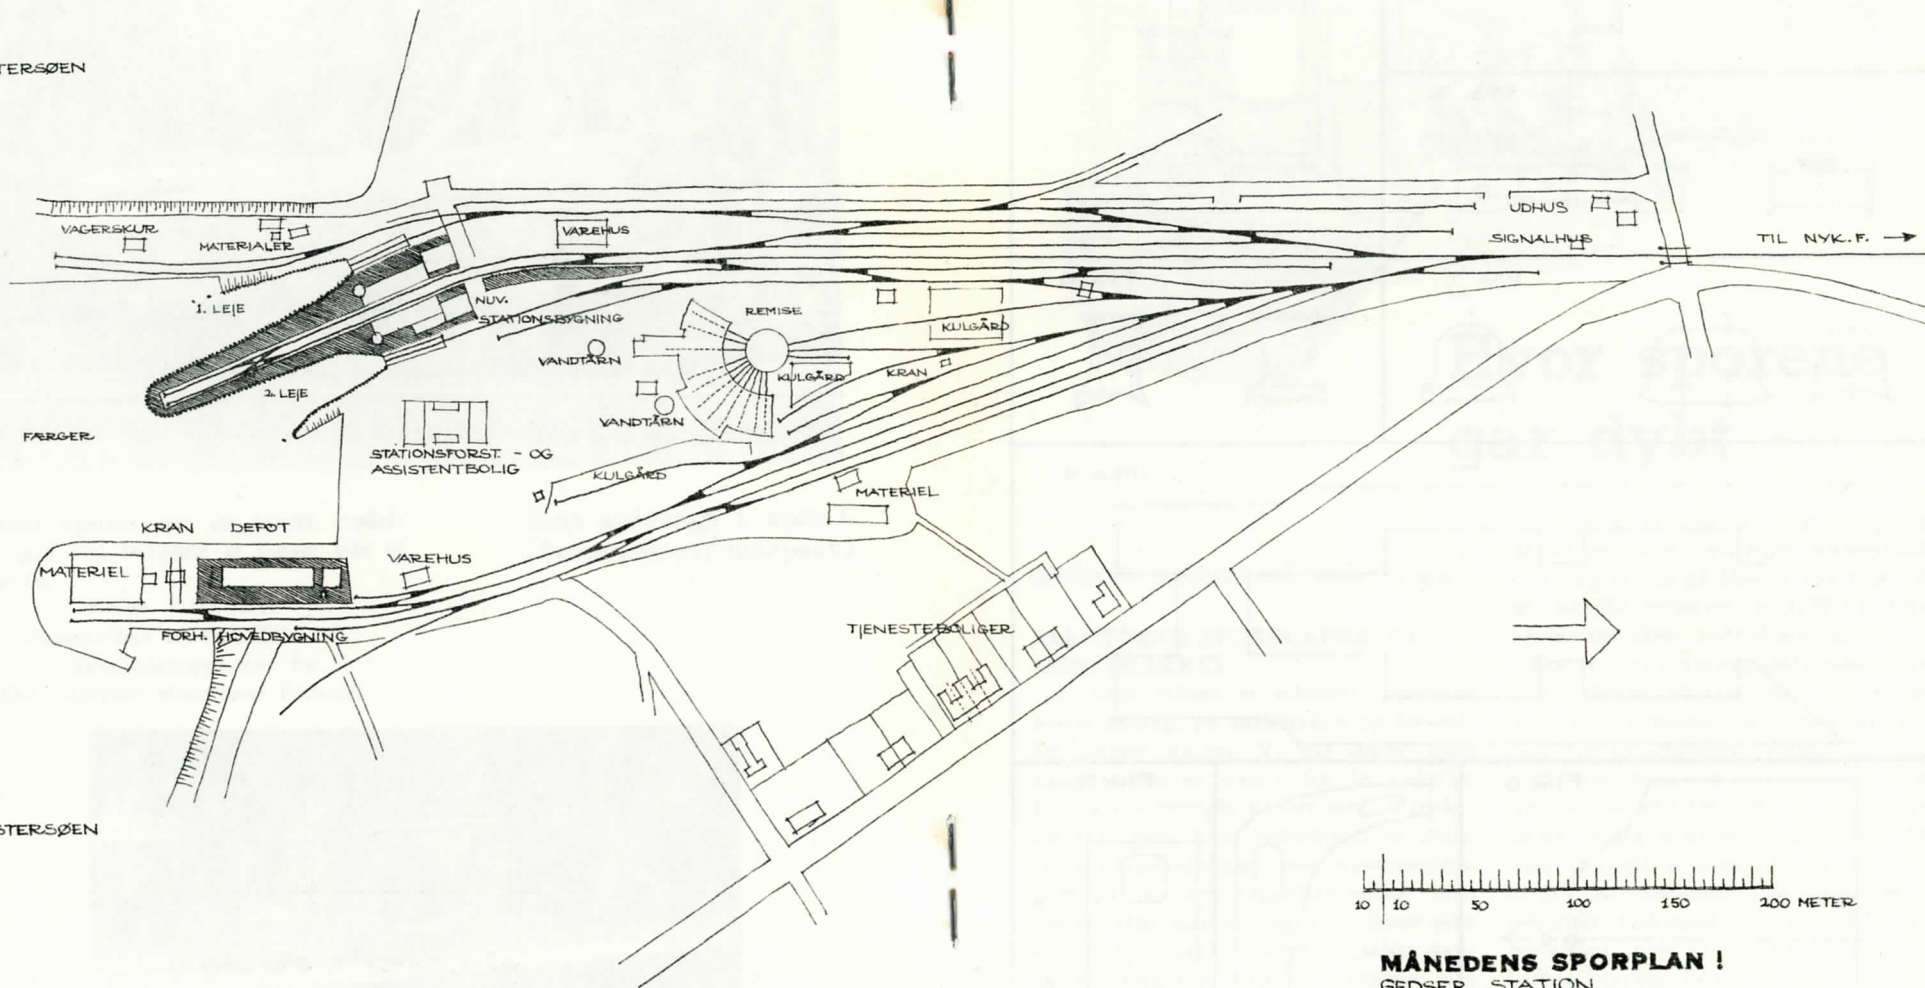 TERSØEN
VAGERSKUR
MATERIALER
VAREHUS
UDHUS
SIGNALHUS
TIL NYK.F.
1. LEJE
NUV.
STATIONSBYGNING
REMISE
KULGÅRD
VANDTÅRN
KULGÅRD
KRAN
2. LEJE
VANDTÅRN
FÆRGER
STATIONSFORST. - OG
ASSISTENTBOLIG
KULGÅRD
MATERIEL
KRAN DEPOT
VAREHUS
MATERIEL
FORH. HOVEDBYGNING
TJENESTEBOLIGER
STERSØEN
10 10 50 100 150 200 METER
MÅNEDENS SPORPLAN !
GEDSER STATION